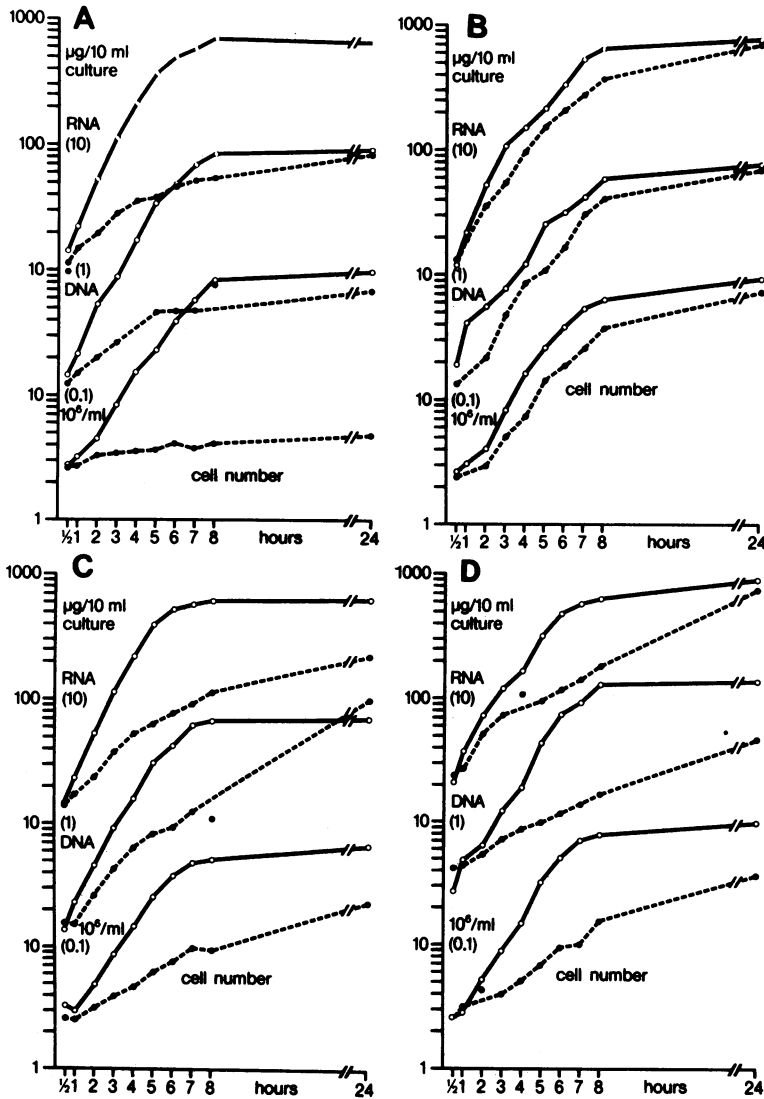 A
1000
µg/10 ml
culture
100
RNA
(10)
10
(1)
DNA
10
(0.1)
10⁶/ml
cell number
1
½ 1 2 3 4 5 6 7 8 hours 24
B
1000
µg/10 ml
culture
100
RNA
(10)
10
(1)
DNA
10
(0.1)
10⁶/ml
cell number
1
½ 1 2 3 4 5 6 7 8 hours 24
C
1000
µg/10 ml
culture
RNA
(10)
100
(1)
DNA
10
10⁶/ml
(0.1)
10
cell number
1
½ 1 2 3 4 5 6 7 8 hours 24
D
1000
µg/10 ml
culture
RNA
(10)
100
DNA
(1)
10
10⁶/ml
(0.1)
10
cell number
1
½ 1 2 3 4 5 6 7 8 hours 24